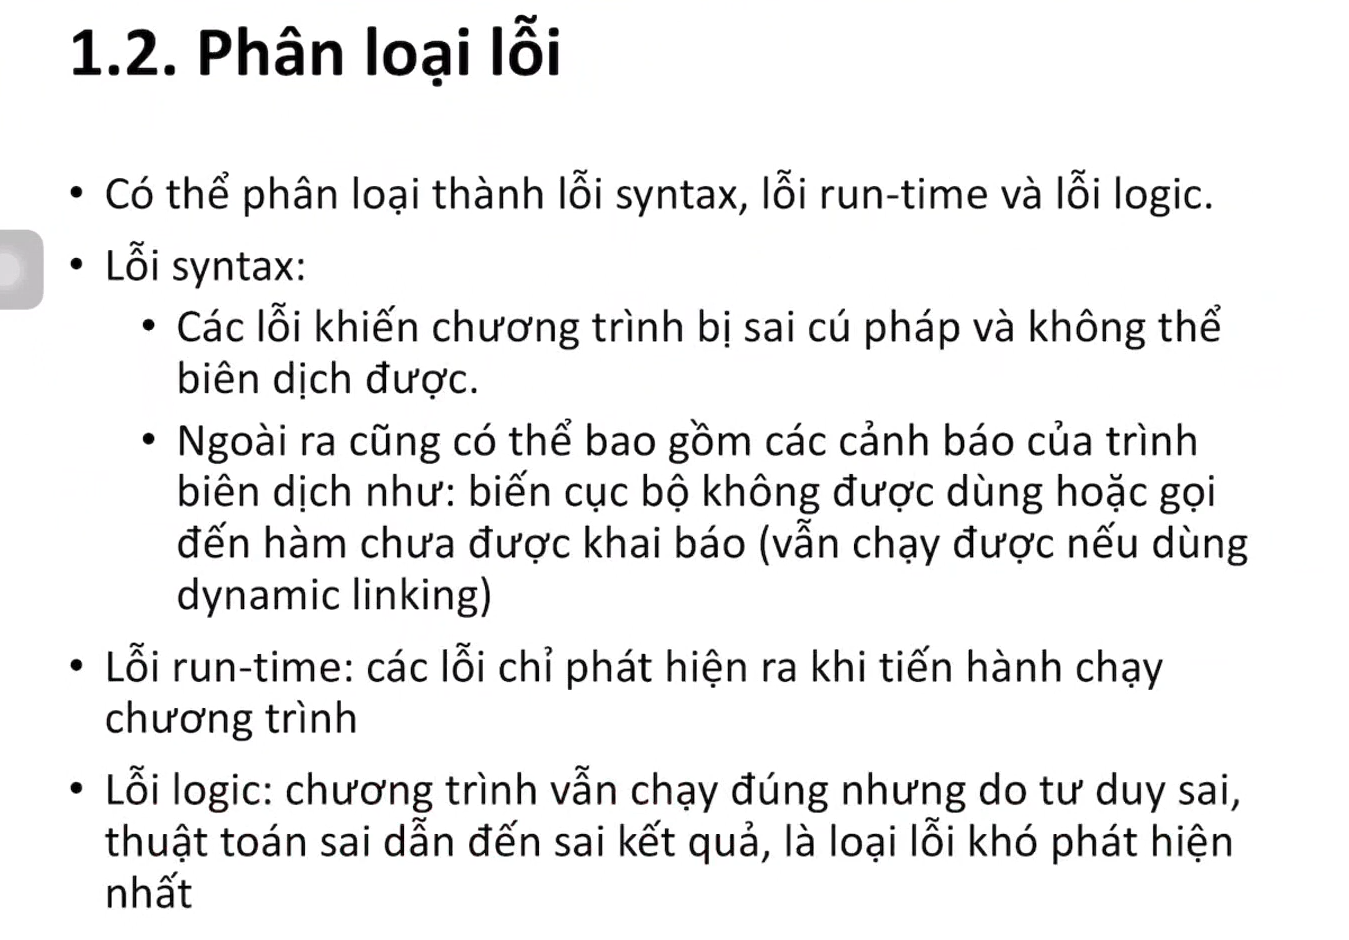 1.2. Phân loại lỗi
• Có thể phân loại thành lỗi syntax, lỗi run-time và lỗi logic.
• Lỗi syntax:
• Các lỗi khiến chương trình bị sai cú pháp và không thể
biên dịch được.
• Ngoài ra cũng có thể bao gồm các cảnh báo của trình
biên dịch như: biến cục bộ không được dùng hoặc gọi
đến hàm chưa được khai báo (vẫn chạy được nếu dùng
dynamic linking)
• Lỗi run-time: các lỗi chỉ phát hiện ra khi tiến hành chạy
chương trình
• Lỗi logic: chương trình vẫn chạy đúng nhưng do tư duy sai,
thuật toán sai dẫn đến sai kết quả, là loại lỗi khó phát hiện
nhất